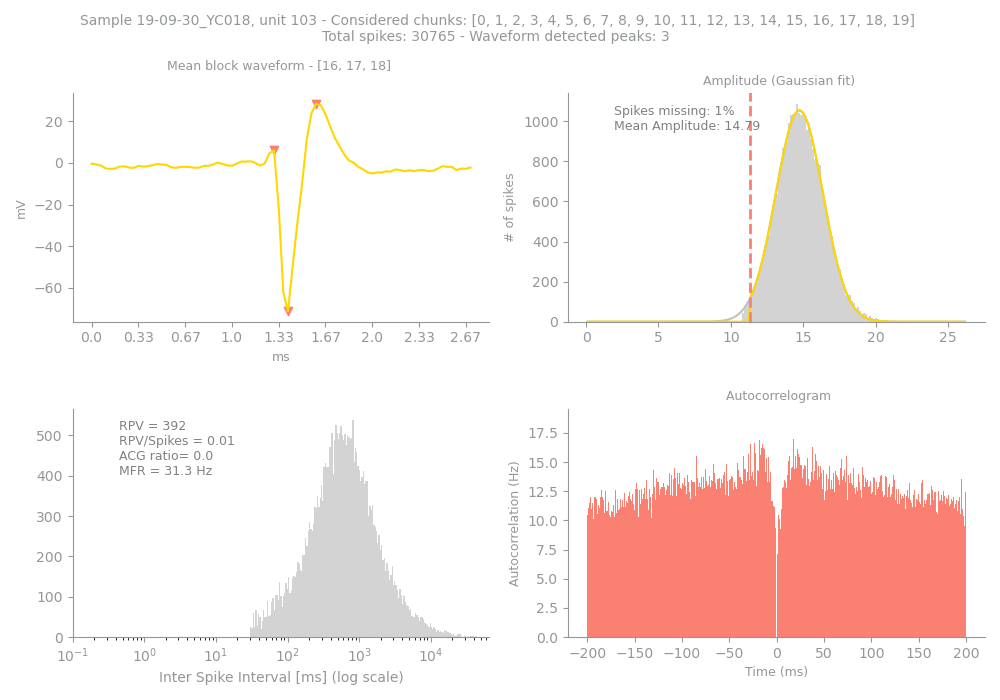 Sample 19-09-30_YC018, unit 103 - Considered chunks: [0, 1, 2, 3, 4, 5, 6, 7, 8, 9, 10, 11, 12, 13, 14, 15, 16, 17, 18, 19]
Total spikes: 30765 - Waveform detected peaks: 3
Mean block waveform - [16, 17, 18]
mV
20
0
−20
−40
−60
0.0 0.33 0.67 1.0 1.33 1.67 2.0 2.33 2.67
ms
Amplitude (Gaussian fit)
Spikes missing: 1%
Mean Amplitude: 14.79
# of spikes
1000
800
600
400
200
0
0 5 10 15 20 25
RPV = 392
RPV/Spikes = 0.01
ACG ratio= 0.0
MFR = 31.3 Hz
500
400
300
200
100
0
10⁻¹ 10⁰ 10¹ 10² 10³ 10⁴
Inter Spike Interval [ms] (log scale)
Autocorrelogram
Autocorrelation (Hz)
17.5
15.0
12.5
10.0
7.5
5.0
2.5
0.0
−200 −150 −100 −50 0 50 100 150 200
Time (ms)